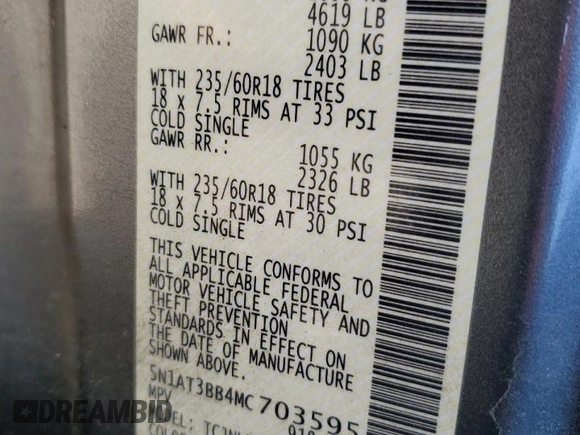 4619 LB
GAWR FR.: 1090 KG
2403 LB
WITH 235/60R18 TIRES
18 x 7.5 RIMS AT 33 PSI
COLD SINGLE
GAWR RR.: 1055 KG
2326 LB
WITH 235/60R18 TIRES
18 x 7.5 RIMS AT 30 PSI
COLD SINGLE
THIS VEHICLE CONFORMS TO
ALL APPLICABLE FEDERAL
MOTOR VEHICLE SAFETY AND
THEFT PREVENTION
STANDARDS IN EFFECT ON
THE DATE OF MANUFACTURE
SHOWN ABOVE.
5N1AT3BB4MC703595
MPV
DREAMBID